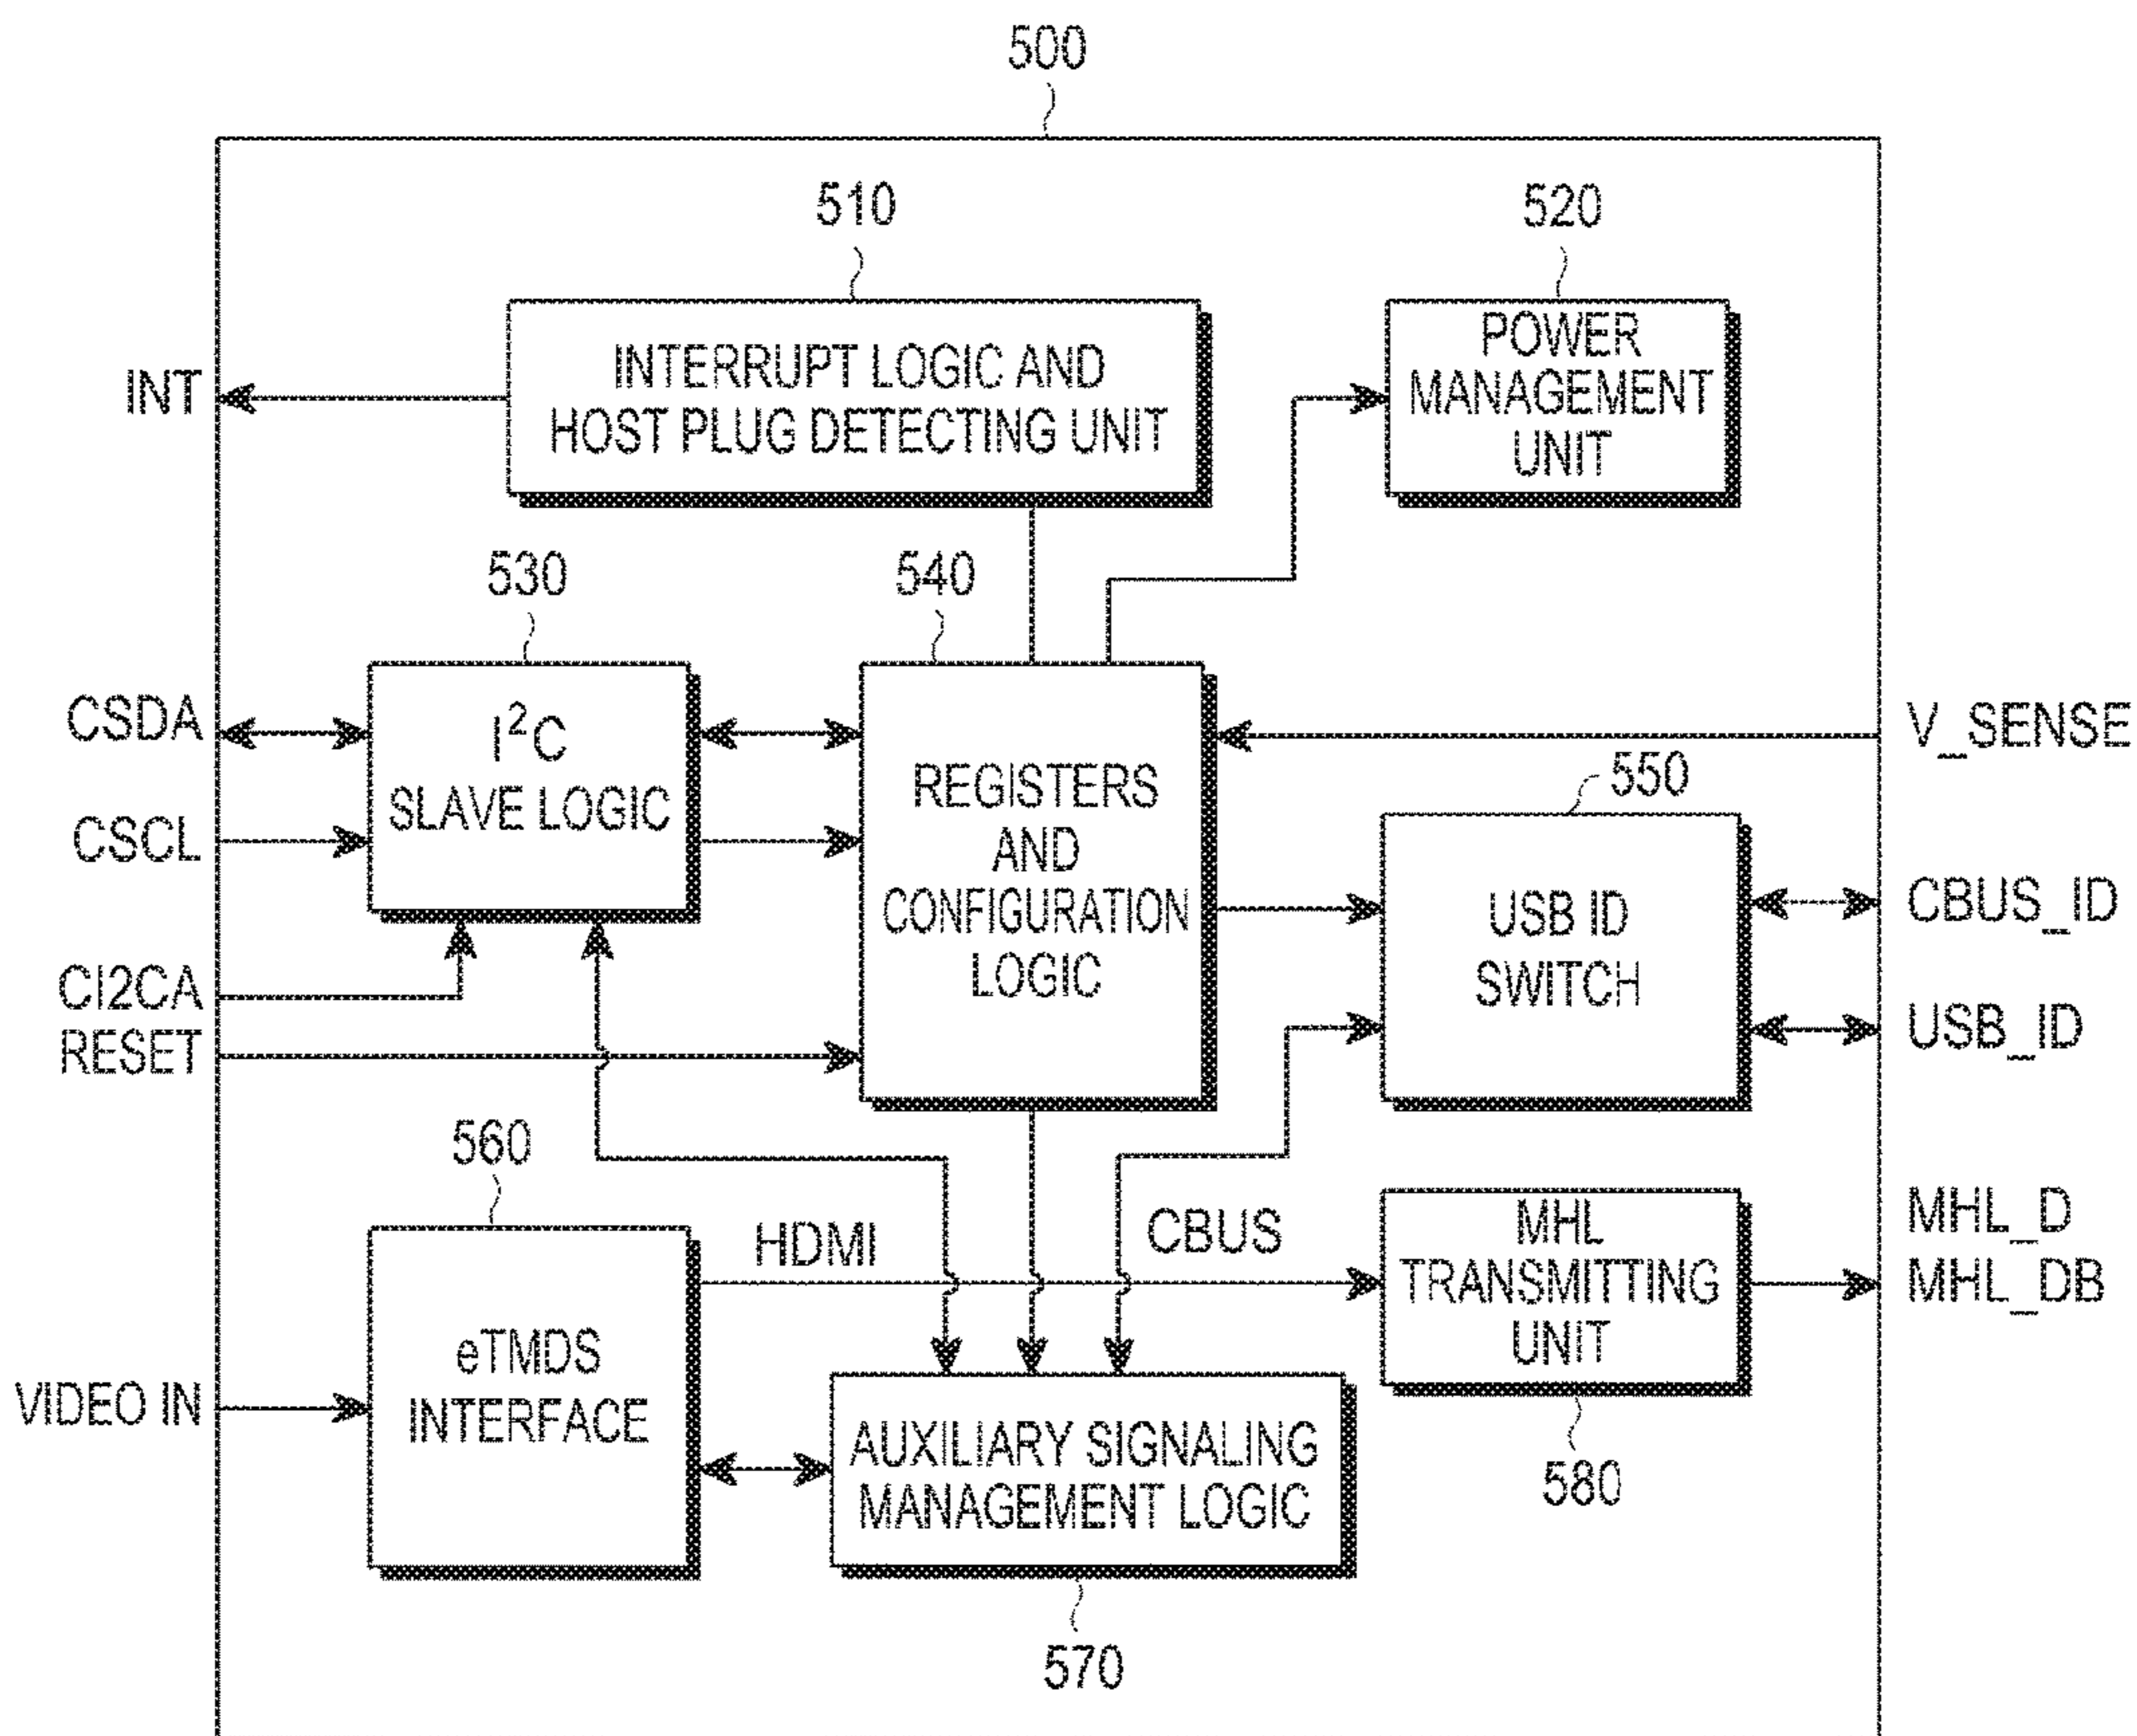 500
510
520
INTERRUPT LOGIC AND
HOST PLUG DETECTING UNIT
POWER
MANAGEMENT
UNIT
INT
530
540
CSDA
CSCL
CI2CA
RESET
I²C
SLAVE LOGIC
REGISTERS
AND
CONFIGURATION
LOGIC
V_SENSE
550
USB ID
SWITCH
CBUS_ID
USB_ID
560
HDMI
CBUS
MHL
TRANSMITTING
UNIT
MHL_D
MHL_DB
VIDEO IN
eTMDS
INTERFACE
AUXILIARY SIGNALING
MANAGEMENT LOGIC
580
570